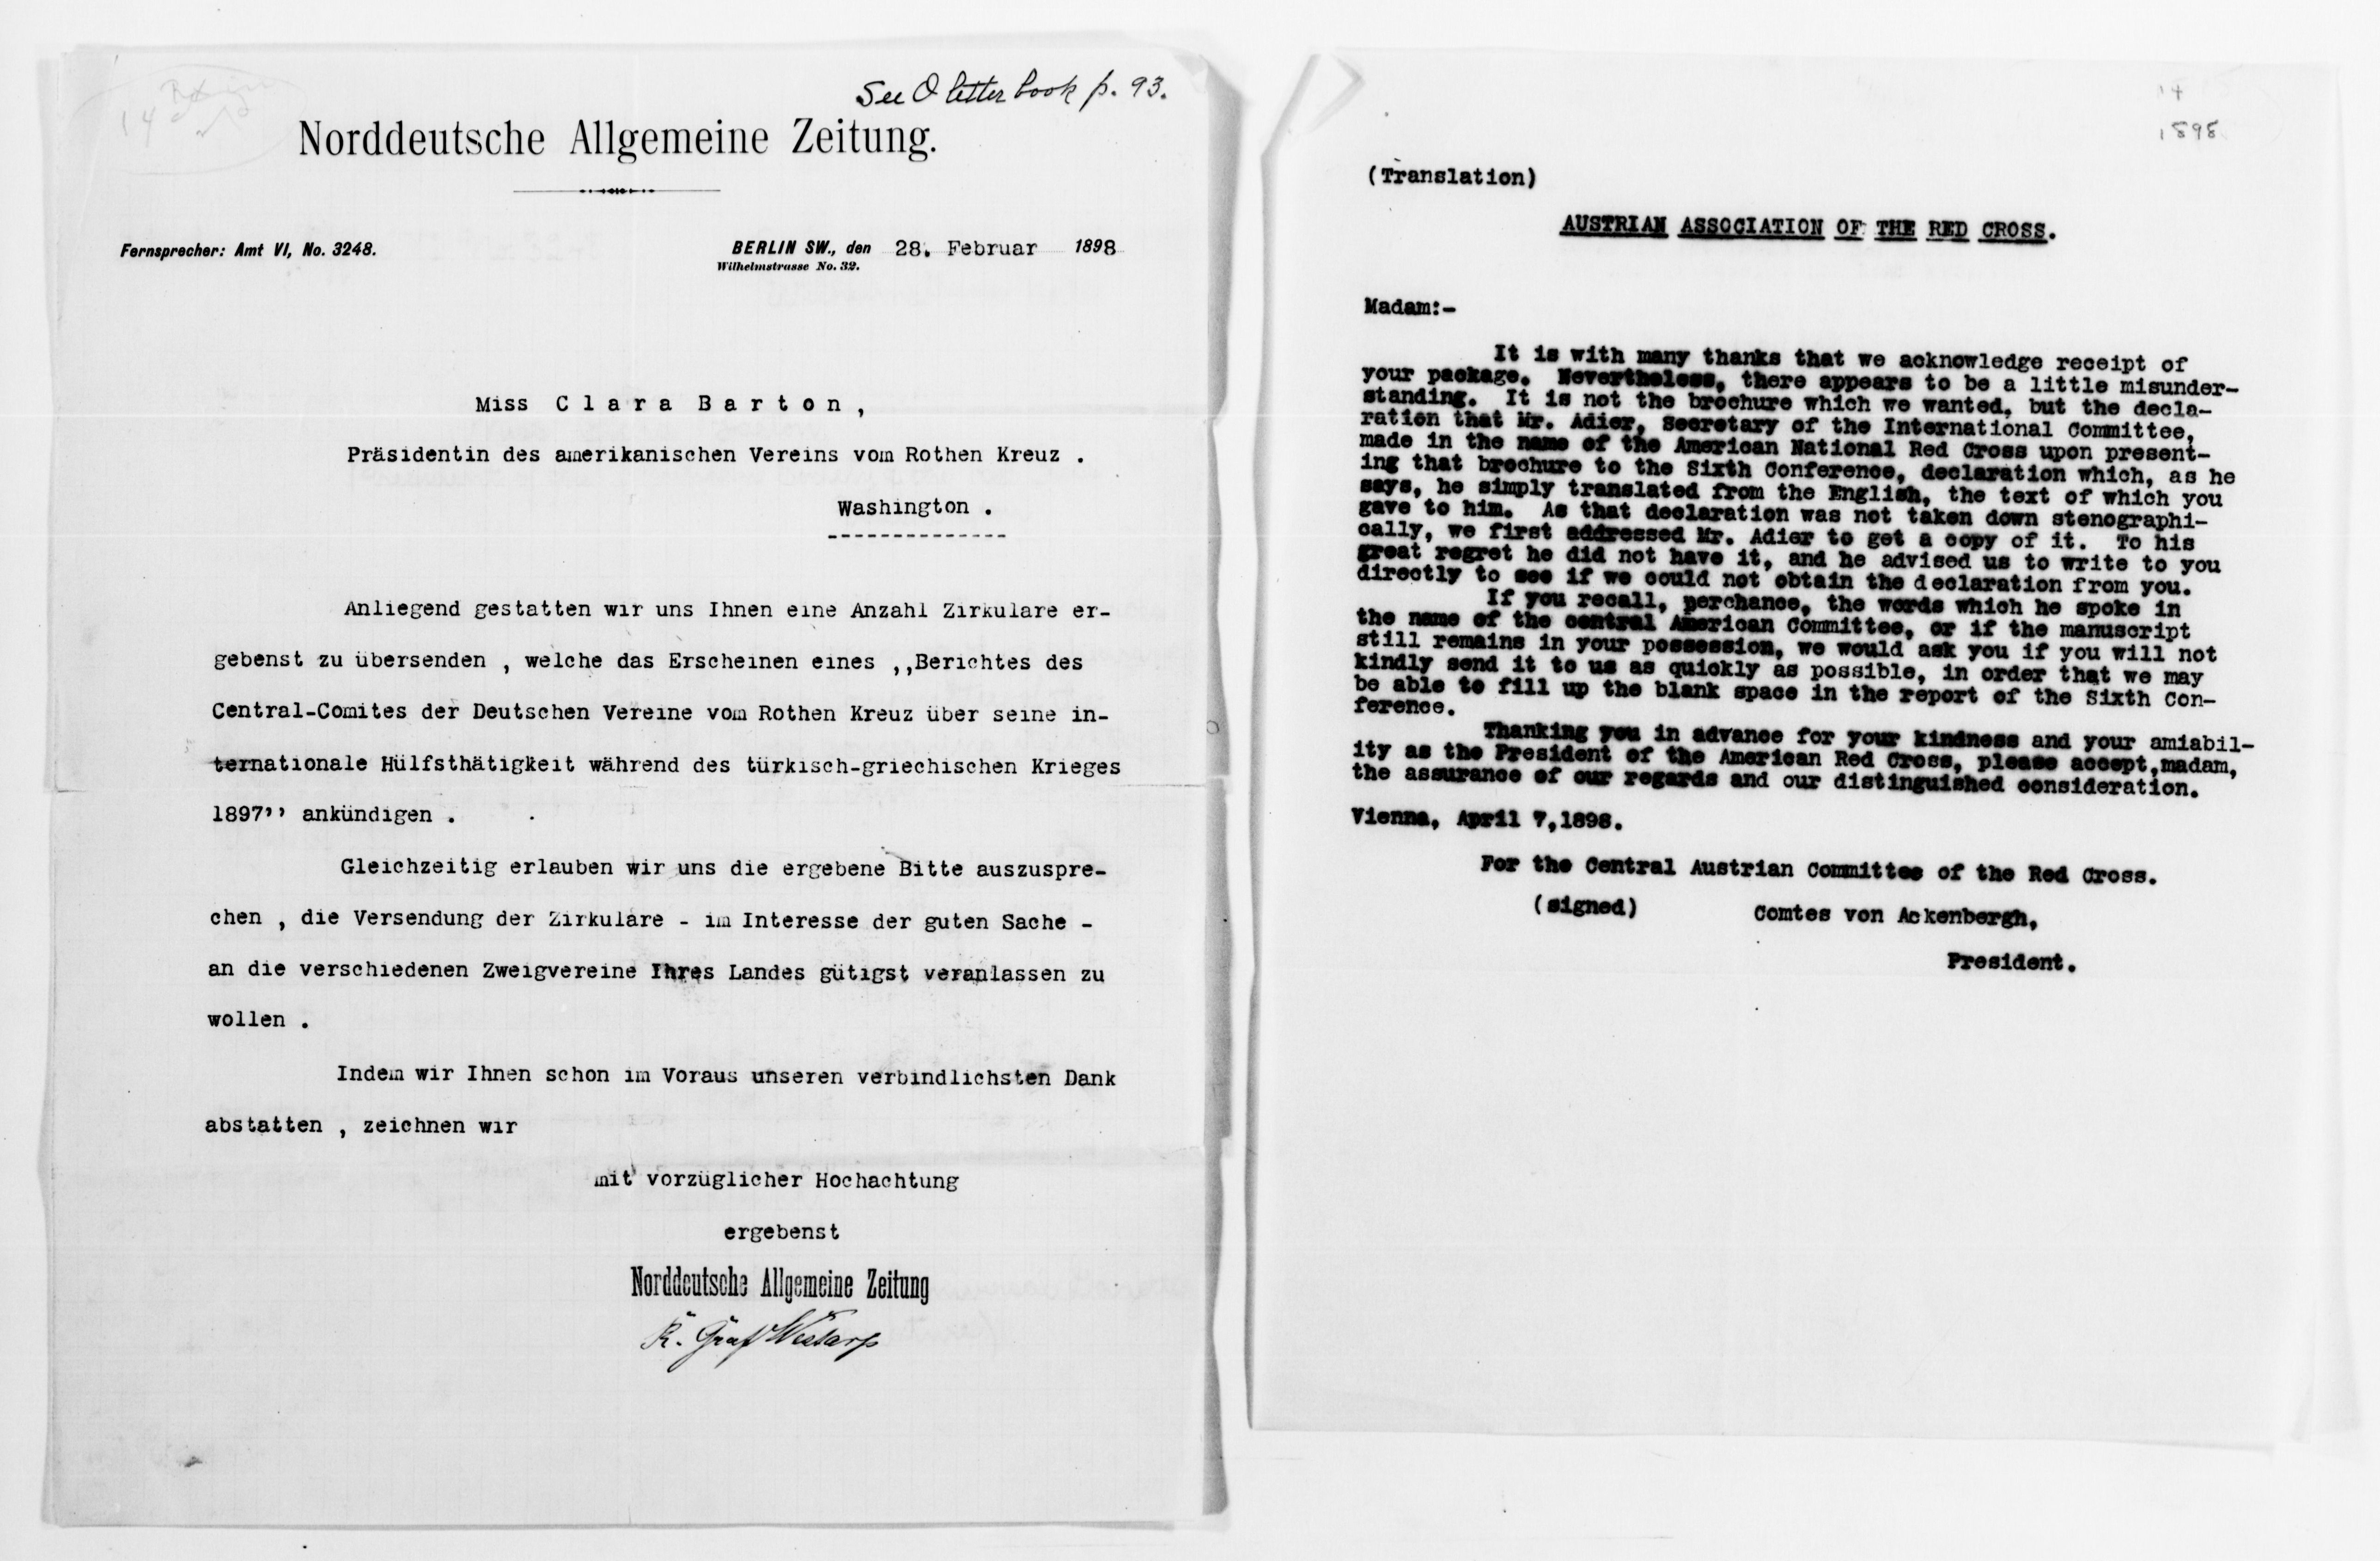 See O letter book p. 93.
Norddeutsche Allgemeine Zeitung.
Fernsprecher: Amt VI, No. 3248.
BERLIN SW., den 28. Februar 1898
Wilhelmstrasse No. 32.
Miss Clara Barton,
Präsidentin des amerikanischen Vereins vom Rothen Kreuz .
Washington .
Anliegend gestatten wir uns Ihnen eine Anzahl Zirkulare er-
gebenst zu übersenden , welche das Erscheinen eines ,,Berichtes des
Central-Comites der Deutschen Vereine vom Rothen Kreuz über seine in-
ternationale Hülfsthätigkeit während des türkisch-griechischen Krieges
1897’’ ankündigen .
Gleichzeitig erlauben wir uns die ergebene Bitte auszuspre-
chen , die Versendung der Zirkulare - im Interesse der guten Sache -
an die verschiedenen Zweigvereine Ihres Landes gütigst veranlassen zu
wollen .
Indem wir Ihnen schon im Voraus unseren verbindlichsten Dank
abstatten , zeichnen wir
mit vorzüglicher Hochachtung
ergebenst
Norddeutsche Allgemeine Zeitung
R. Graf Westarp
14
1898
(Translation)
AUSTRIAN ASSOCIATION OF THE RED CROSS.
Madam:-
It is with many thanks that we acknowledge receipt of
your package. Nevertheless, there appears to be a little misunder-
standing. It is not the brochure which we wanted, but the decla-
ration that Mr. Adier, Secretary of the International Committee,
made in the name of the American National Red Cross upon present-
ing that brochure to the Sixth Conference, declaration which, as he
says, he simply translated from the English, the text of which you
gave to him. As that declaration was not taken down stenographi-
cally, we first addressed Mr. Adier to get a copy of it. To his
great regret he did not have it, and he advised us to write to you
directly to see if we could not obtain the declaration from you.
If you recall, perchance, the words which he spoke in
the name of the central American Committee, or if the manuscript
still remains in your possession, we would ask you if you will not
kindly send it to us as quickly as possible, in order that we may
be able to fill up the blank space in the report of the Sixth Con-
ference.
Thanking you in advance for your kindness and your amiabil-
ity as the President of the American Red Cross, please accept,madam,
the assurance of our regards and our distinguished consideration.
Vienna, April 7,1898.
For the Central Austrian Committee of the Red Cross.
(signed) Comtes von Ackenbergh,
President.